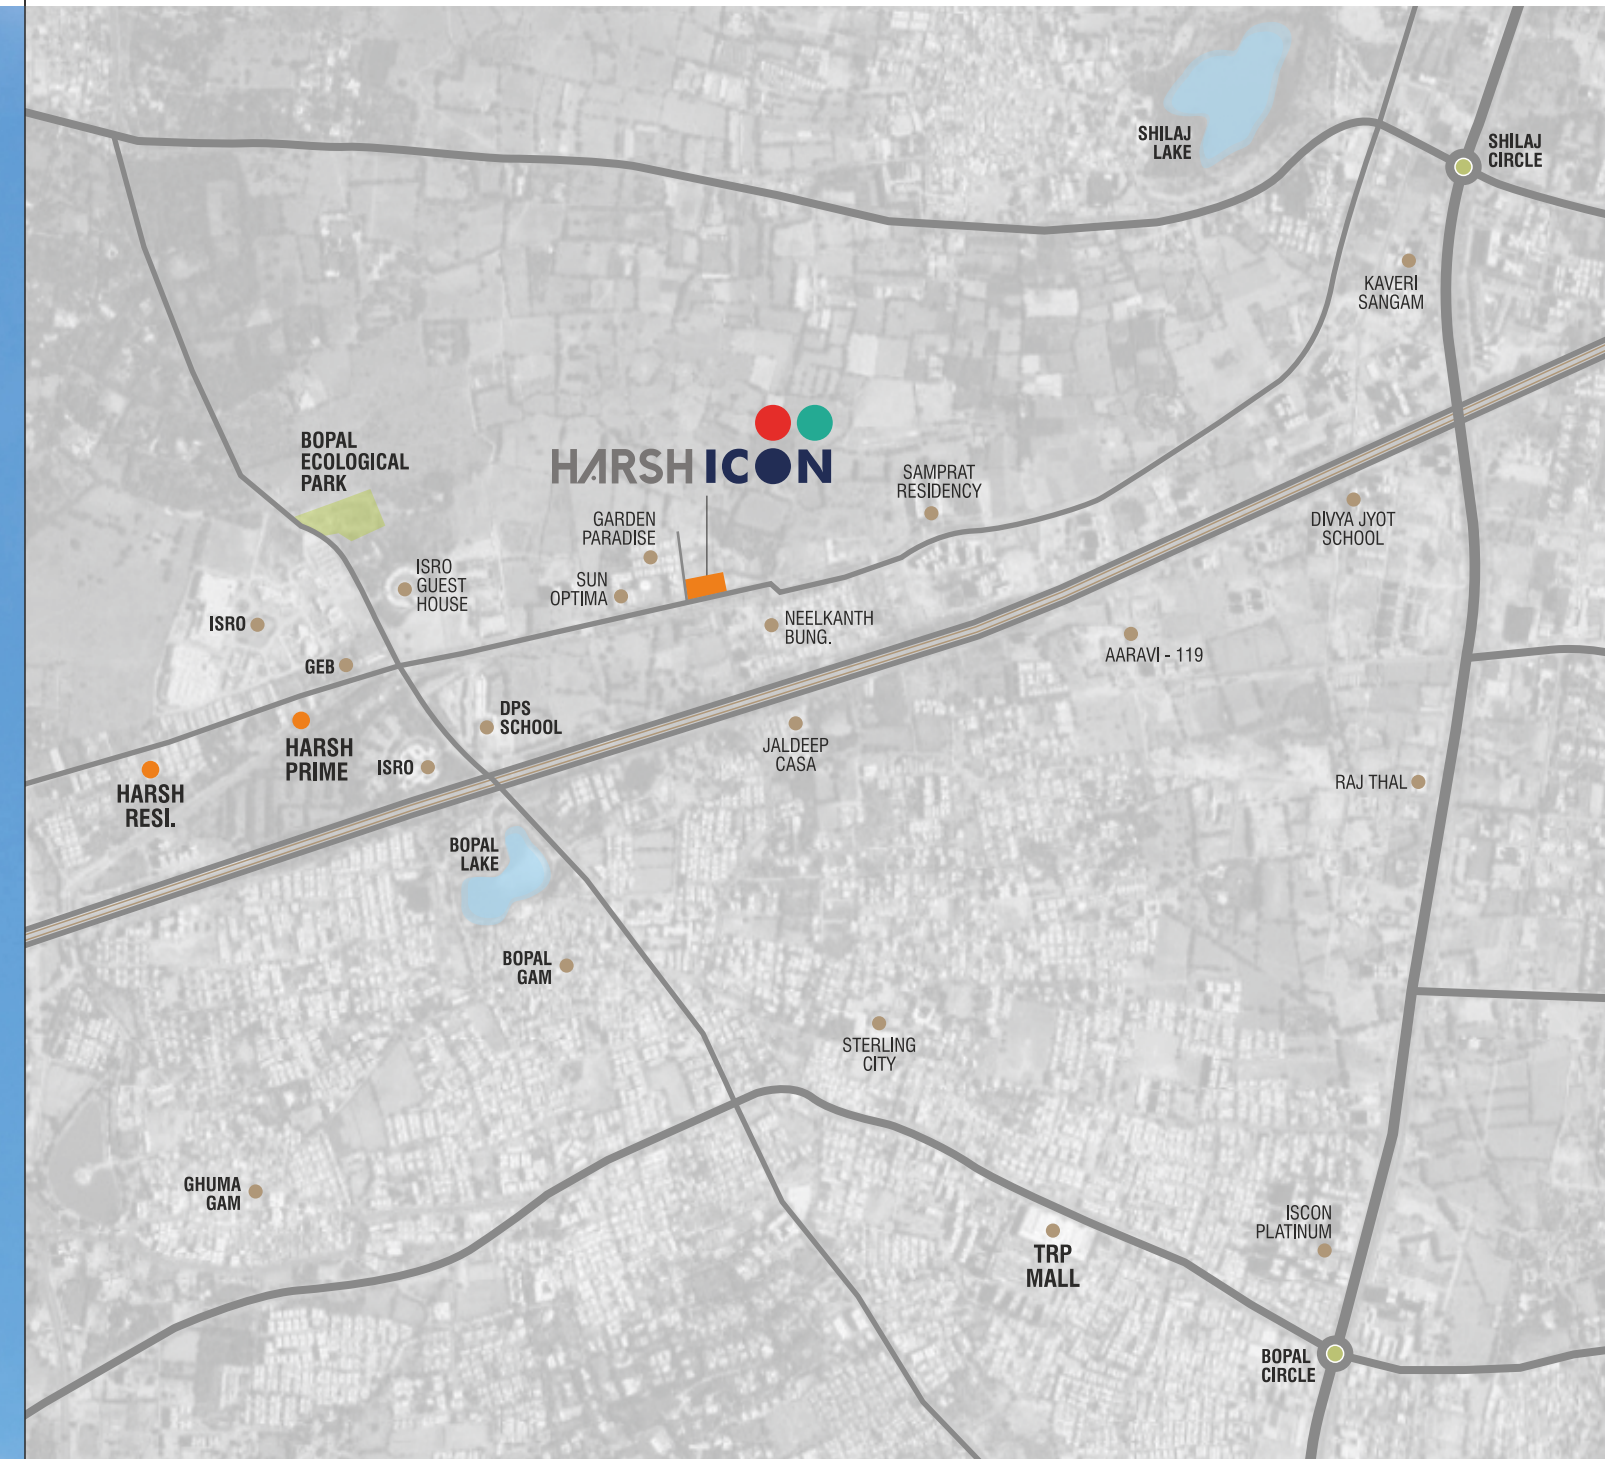 SHILAJ
LAKE
SHILAJ
CIRCLE
KAVERI
SANGAM
BOPAL
ECOLOGICAL
PARK
HARSH ICON
SAMPRAT
RESIDENCY
GARDEN
PARADISE
DIVYA JYOT
SCHOOL
ISRO
GUEST
HOUSE
SUN
OPTIMA
ISRO
NEELKANTH
BUNG.
GEB
AARAVI - 119
DPS
SCHOOL
HARSH
PRIME
ISRO
JALDEEP
CASA
RAJ THAL
HARSH
RESI.
BOPAL
LAKE
BOPAL
GAM
STERLING
CITY
GHUMA
GAM
ISCON
PLATINUM
TRP
MALL
BOPAL
CIRCLE